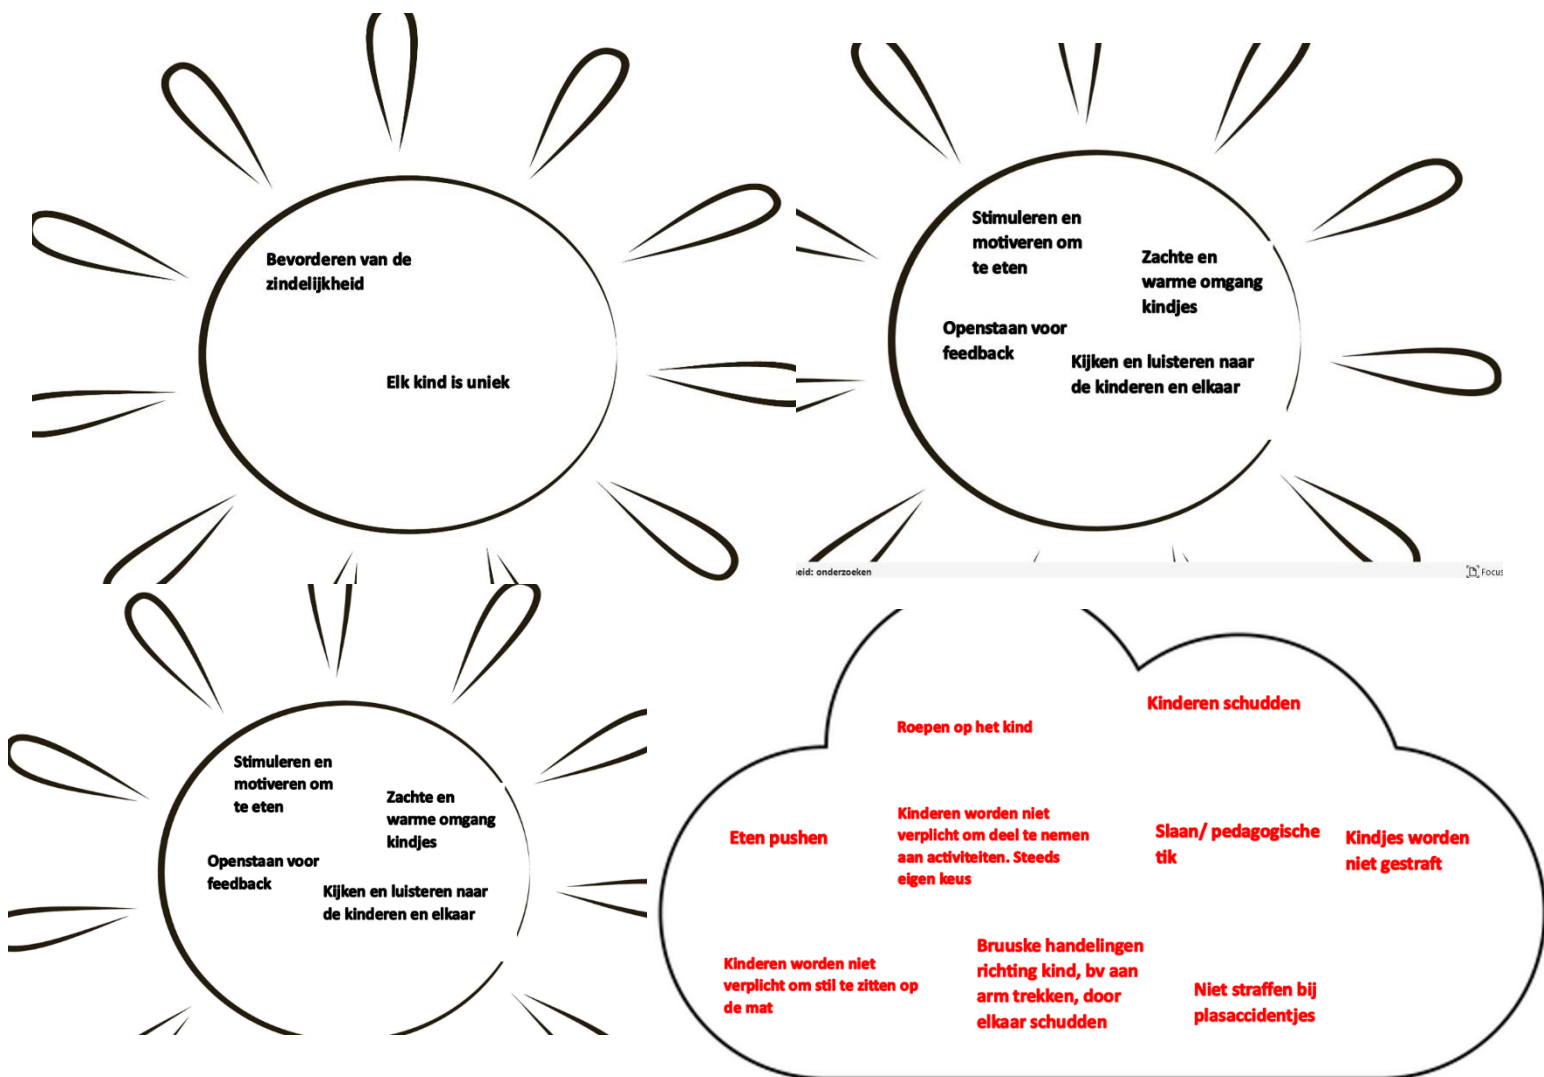 Bevorderen van de
zindelijkheid
Elk kind is uniek
Stimuleren en
motiveren om
te eten
Zachte en
warme omgang
kindjes
Openstaan voor
feedback
Kijken en luisteren naar
de kinderen en elkaar
eid: onderzoeken
Focus
Stimuleren en
motiveren om
te eten
Zachte en
warme omgang
kindjes
Openstaan voor
feedback
Kijken en luisteren naar
de kinderen en elkaar
Kinderen schudden
Roepen op het kind
Eten pushen
Kinderen worden niet
verplicht om deel te nemen
aan activiteiten. Steeds
eigen keus
Slaan/ pedagogische
tik
Kindjes worden
niet gestraft
Kinderen worden niet
verplicht om stil te zitten op
de mat
Bruuske handelingen
richting kind, bv aan
arm trekken, door
elkaar schudden
Niet straffen bij
plasaccidentjes